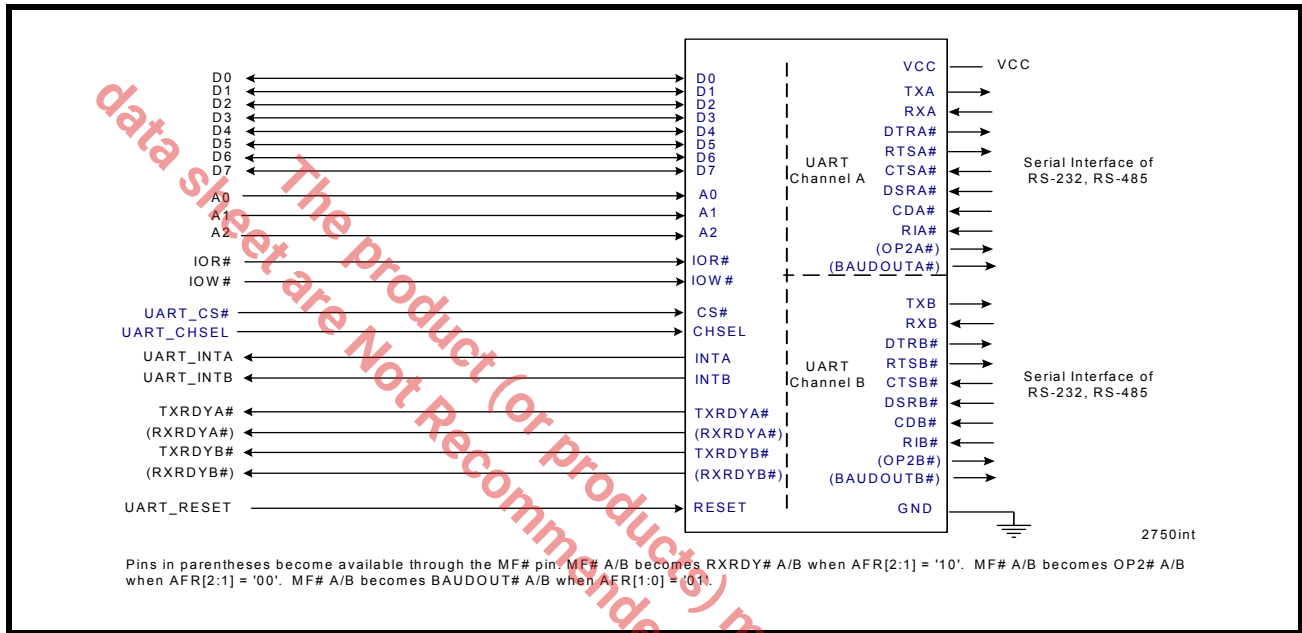 D0
D1
D2
D3
D4
D5
D6
D7
A0
A1
A2
IOR#
IOW#
UART_CS#
UART_CHSEL
UART_INTA
UART_INTB
TXRDYA#
(RXRDYA#)
TXRDYB#
(RXRDYB#)
UART_RESET
D0
D1
D2
D3
D4
D5
D6
D7
A0
A1
A2
IOR#
IOW#
CS#
CHSEL
INTA
INTB
TXRDYA#
(RXRDYA#)
TXRDYB#
(RXRDYB#)
RESET
UART
Channel A
UART
Channel B
VCC
TXA
RXA
DTRA#
RTSA#
CTSA#
DSRA#
CDA#
RIA#
(OP2A#)
(BAUDOUTA#)
TXB
RXB
DTRB#
RTSB#
CTSB#
DSRB#
CDB#
RIB#
(OP2B#)
(BAUDOUTB#)
GND
VCC
Serial Interface of
RS-232, RS-485
Serial Interface of
RS-232, RS-485
2750int
Pins in parentheses become available through the MF# pin. MF# A/B becomes RXRDY# A/B when AFR[2:1] = '10'. MF# A/B becomes OP2# A/B
when AFR[2:1] = '00'. MF# A/B becomes BAUDOUT# A/B when AFR[1:0] = '01'.
The product (or products) m
data sheet are Not Recommende